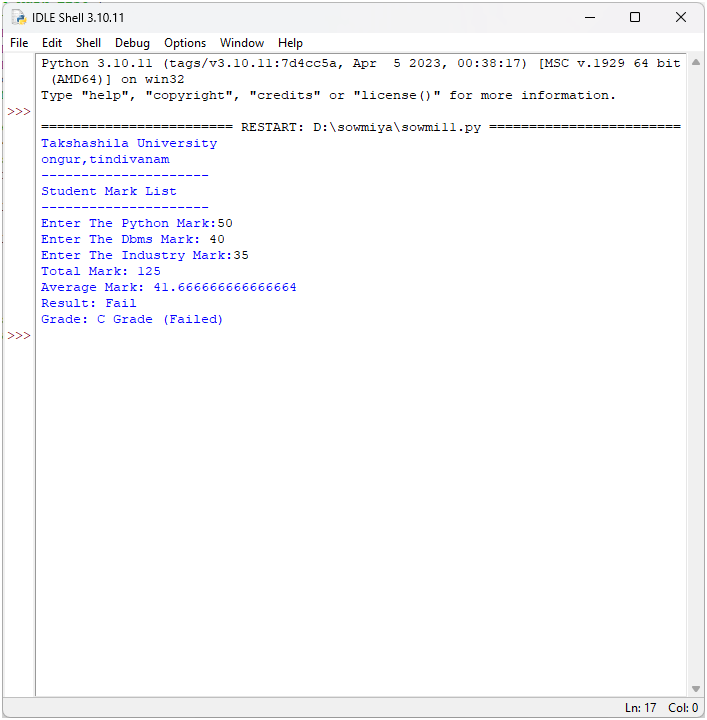 IDLE Shell 3.10.11
File Edit Shell Debug Options Window Help
Python 3.10.11 (tags/v3.10.11:7d4cc5a, Apr  5 2023, 00:38:17) [MSC v.1929 64 bit
 (AMD64)] on win32
Type "help", "copyright", "credits" or "license()" for more information.
>>>
======================== RESTART: D:\sowmiya\sowmi11.py ========================
Takshashila University
ongur,tindivanam
---------------------
Student Mark List
---------------------
Enter The Python Mark:50
Enter The Dbms Mark: 40
Enter The Industry Mark:35
Total Mark: 125
Average Mark: 41.666666666666664
Result: Fail
Grade: C Grade (Failed)
>>>
Ln: 17 Col: 0